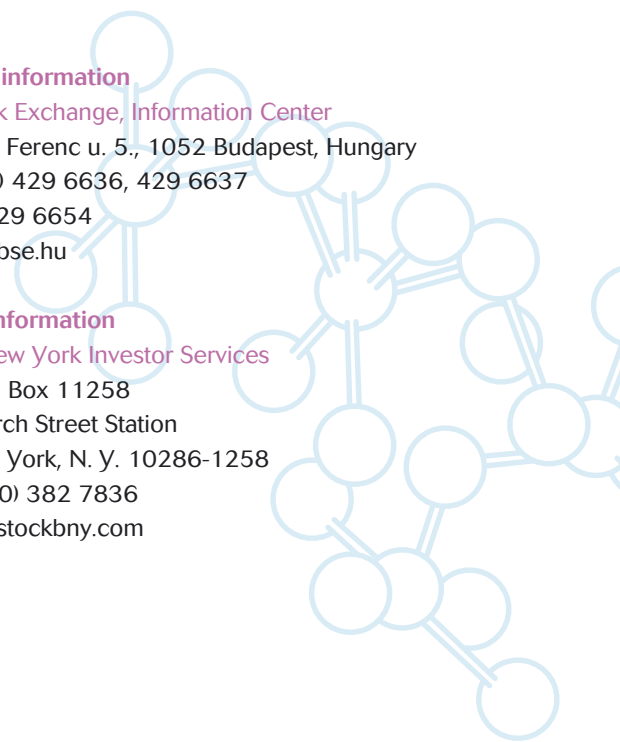 information
k Exchange, Information Center
Ferenc u. 5., 1052 Budapest, Hungary
) 429 6636, 429 6637
29 6654
bse.hu
nformation
ew York Investor Services
Box 11258
rch Street Station
York, N. Y. 10286-1258
0) 382 7836
stockbny.com